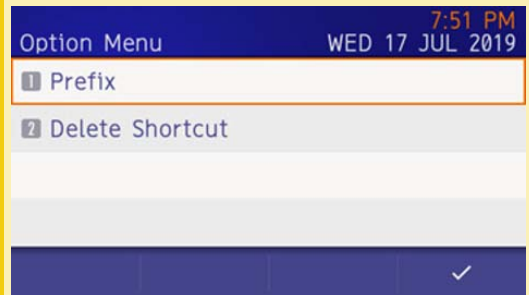 7:51 PM
Option Menu WED 17 JUL 2019
1 Prefix
2 Delete Shortcut